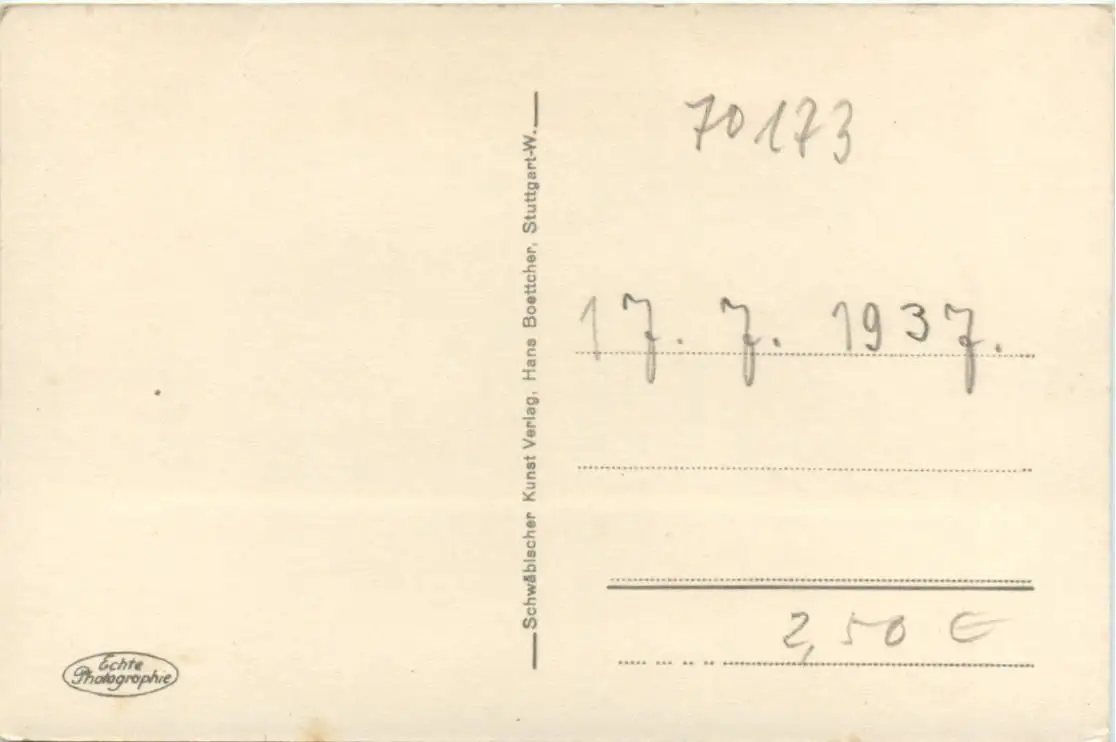 Echte
Photographie
Schwäbischer Kunst Verlag, Hans Boettcher, Stuttgart-W.
70173
17. 7. 1937.
2,50 €